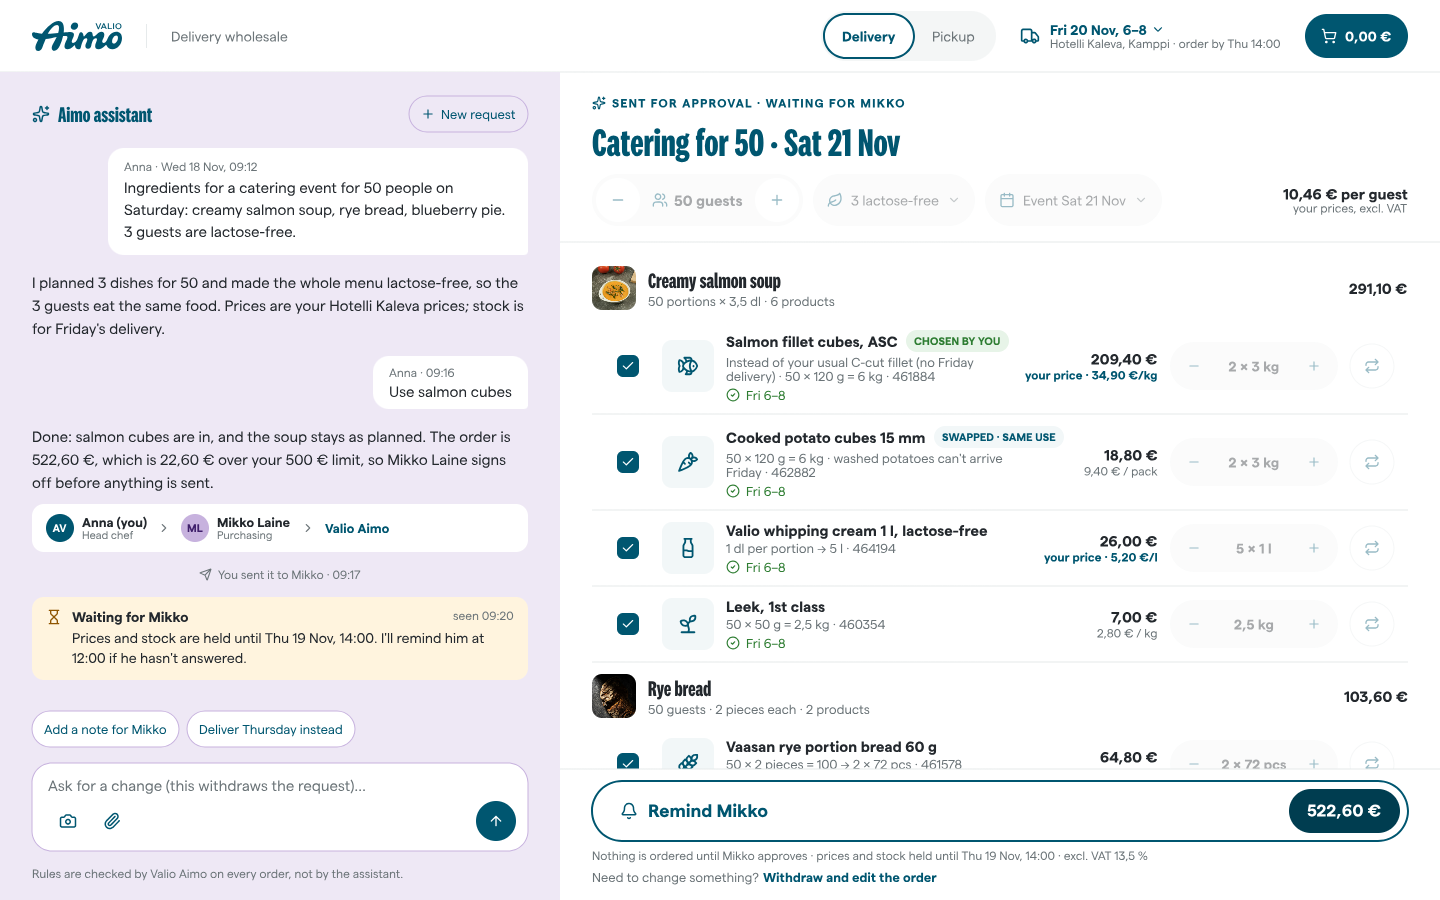 VALIO
Aimo
Delivery wholesale
Delivery
Pickup
Fri 20 Nov, 6–8
Hotelli Kaleva, Kamppi · order by Thu 14:00
0,00 €
Aimo assistant
New request
Anna · Wed 18 Nov, 09:12
Ingredients for a catering event for 50 people on
Saturday: creamy salmon soup, rye bread, blueberry pie.
3 guests are lactose-free.
I planned 3 dishes for 50 and made the whole menu lactose-free, so the
3 guests eat the same food. Prices are your Hotelli Kaleva prices; stock is
for Friday's delivery.
Anna · 09:16
Use salmon cubes
Done: salmon cubes are in, and the soup stays as planned. The order is
522,60 €, which is 22,60 € over your 500 € limit, so Mikko Laine signs
off before anything is sent.
AV
Anna (you)
Head chef
ML
Mikko Laine
Purchasing
Valio Aimo
You sent it to Mikko · 09:17
Waiting for Mikko
seen 09:20
Prices and stock are held until Thu 19 Nov, 14:00. I'll remind him at
12:00 if he hasn't answered.
Add a note for Mikko
Deliver Thursday instead
Ask for a change (this withdraws the request)...
Rules are checked by Valio Aimo on every order, not by the assistant.
SENT FOR APPROVAL · WAITING FOR MIKKO
Catering for 50 · Sat 21 Nov
50 guests
3 lactose-free
Event Sat 21 Nov
10,46 € per guest
your prices, excl. VAT
Creamy salmon soup
50 portions × 3,5 dl · 6 products
291,10 €
Salmon fillet cubes, ASC
CHOSEN BY YOU
Instead of your usual C-cut fillet (no Friday
delivery) · 50 × 120 g = 6 kg · 461884
Fri 6–8
209,40 €
your price · 34,90 €/kg
2 × 3 kg
Cooked potato cubes 15 mm
SWAPPED · SAME USE
50 × 120 g = 6 kg · washed potatoes can't arrive
Friday · 462882
Fri 6–8
18,80 €
9,40 € / pack
2 × 3 kg
Valio whipping cream 1 l, lactose-free
1 dl per portion → 5 l · 464194
Fri 6–8
26,00 €
your price · 5,20 €/l
5 × 1 l
Leek, 1st class
50 × 50 g = 2,5 kg · 460354
Fri 6–8
7,00 €
2,80 € / kg
2,5 kg
Rye bread
50 guests · 2 pieces each · 2 products
103,60 €
Vaasan rye portion bread 60 g
50 × 2 pieces = 100 → 2 × 72 pcs · 461578
64,80 €
2 × 72 pcs
Remind Mikko
522,60 €
Nothing is ordered until Mikko approves · prices and stock held until Thu 19 Nov, 14:00 · excl. VAT 13,5 %
Need to change something? Withdraw and edit the order